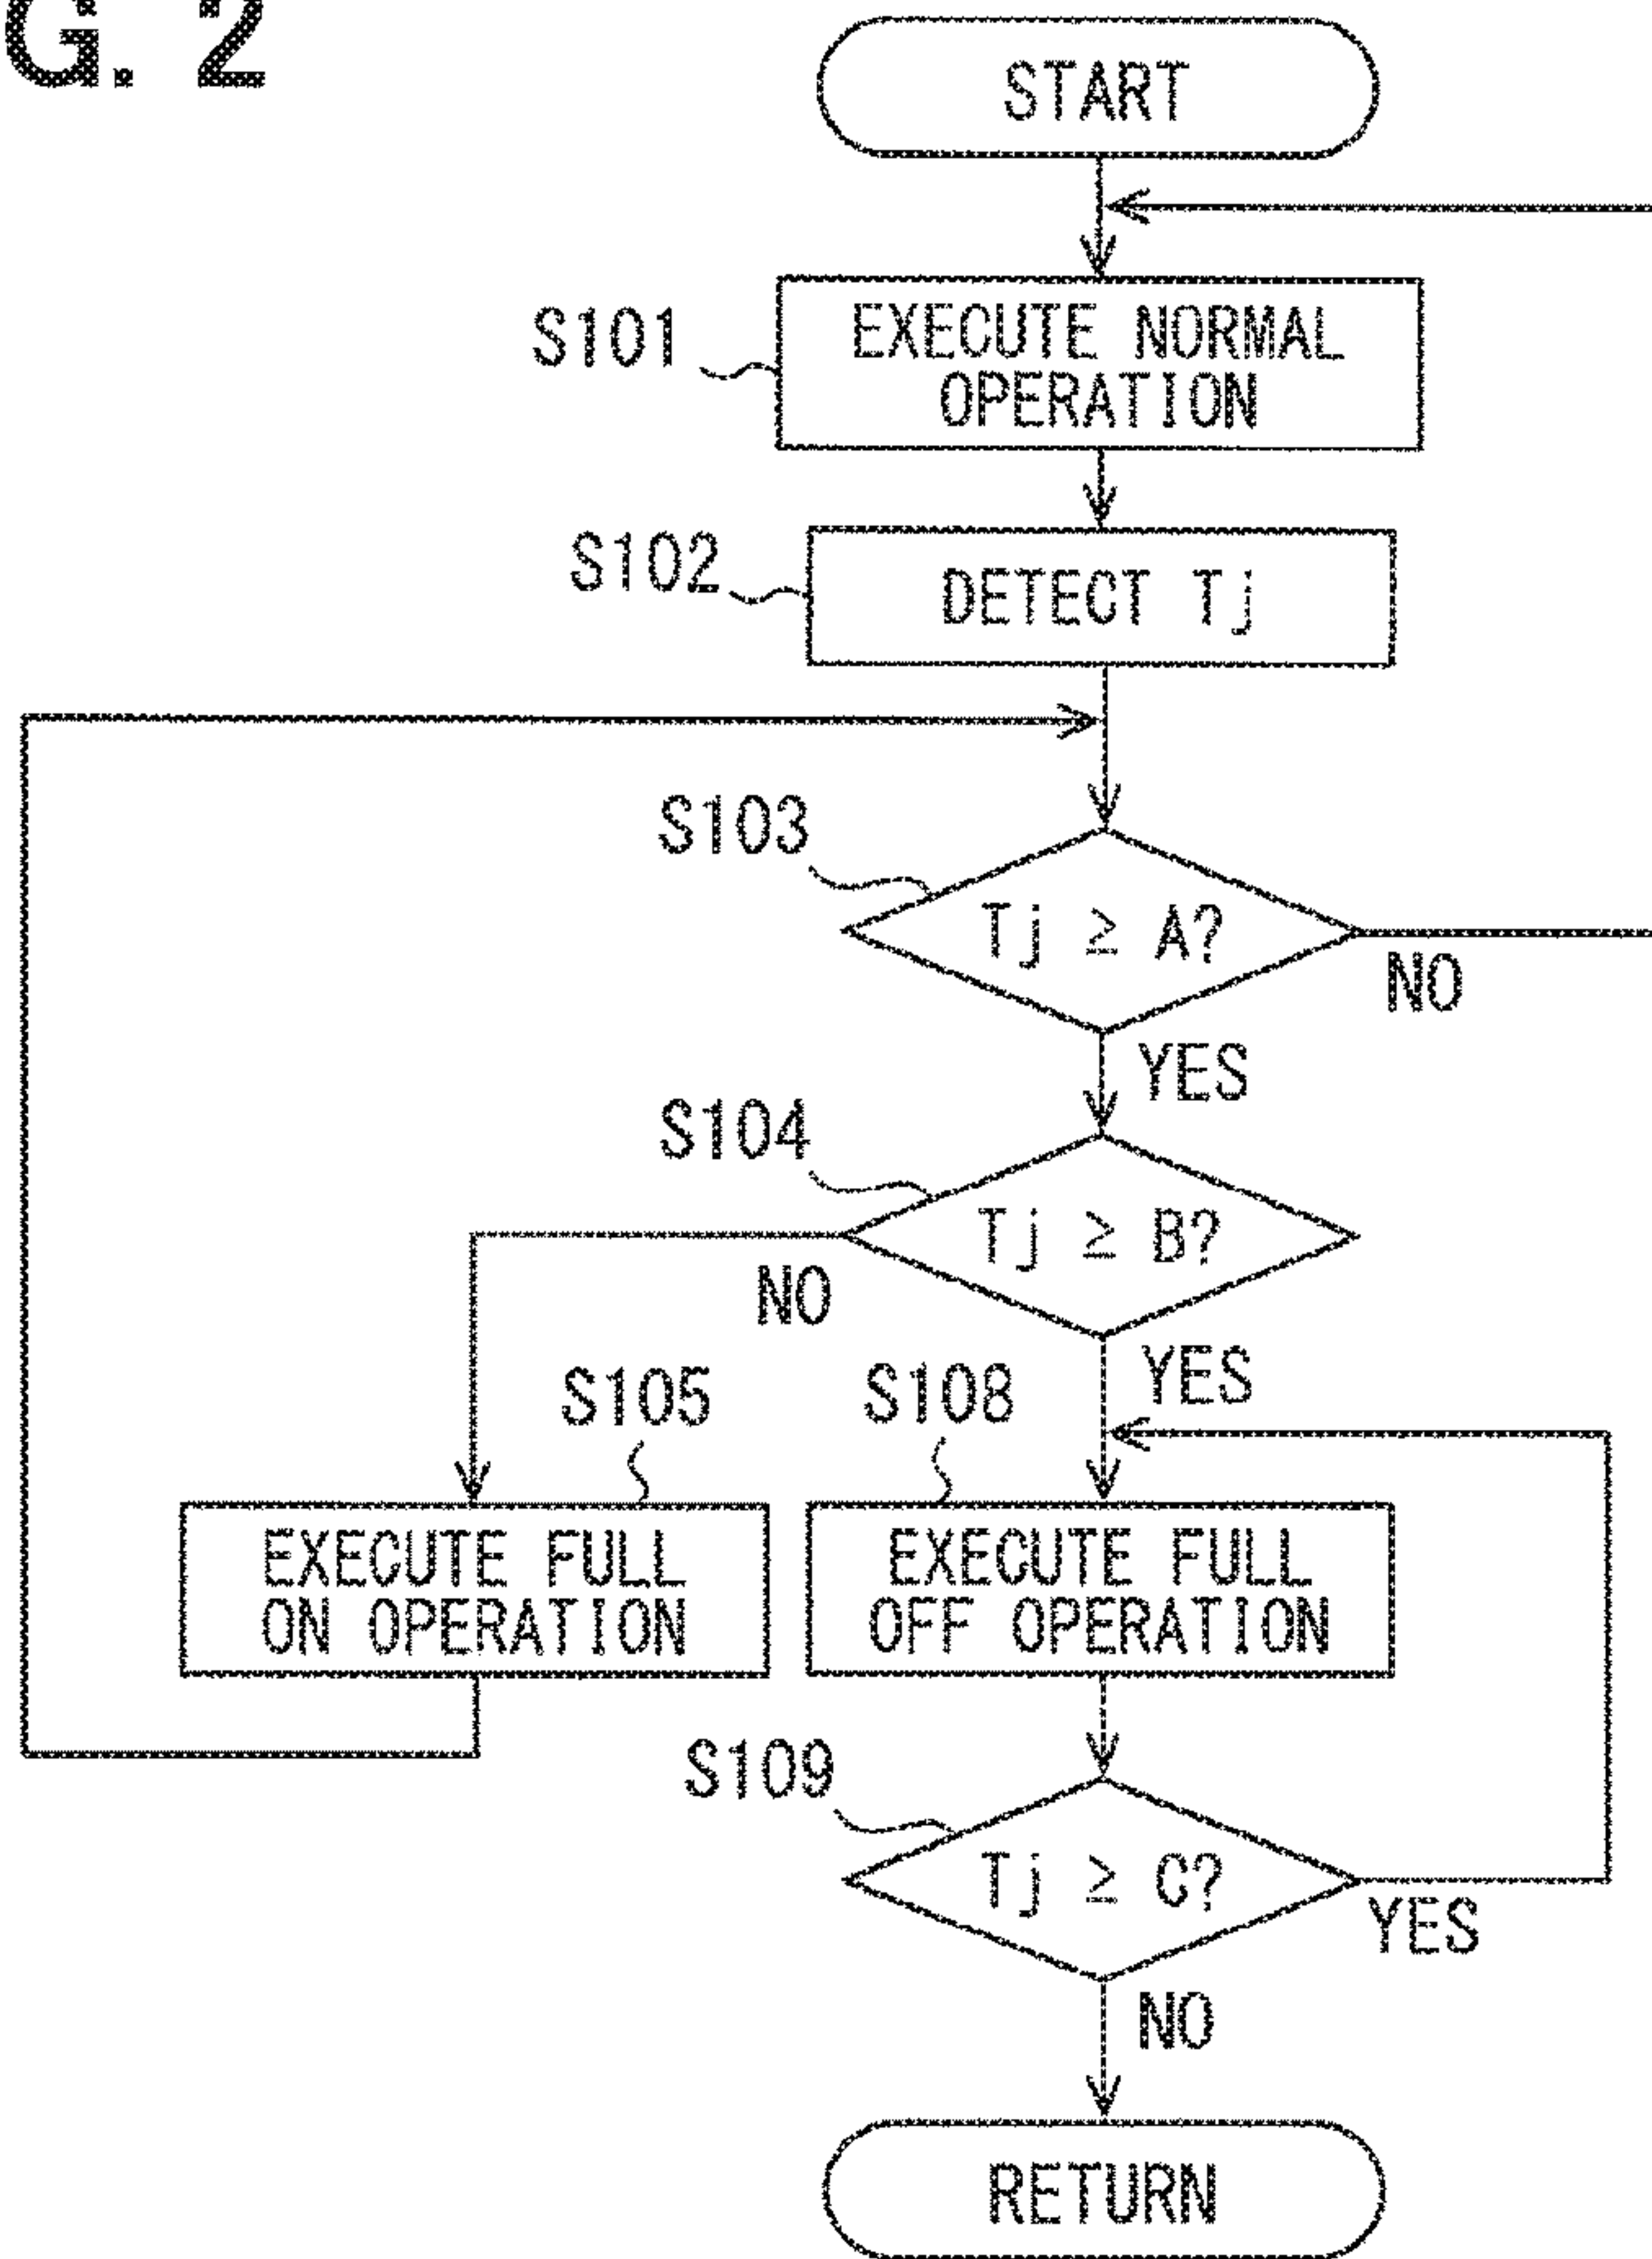 G. 2
START
S101
EXECUTE NORMAL
OPERATION
S102
DETECT Tj
S103
Tj ≥ A?
NO
YES
S104
Tj ≥ B?
NO
YES
S105
S108
EXECUTE FULL
ON OPERATION
EXECUTE FULL
OFF OPERATION
S109
Tj ≥ C?
YES
NO
RETURN